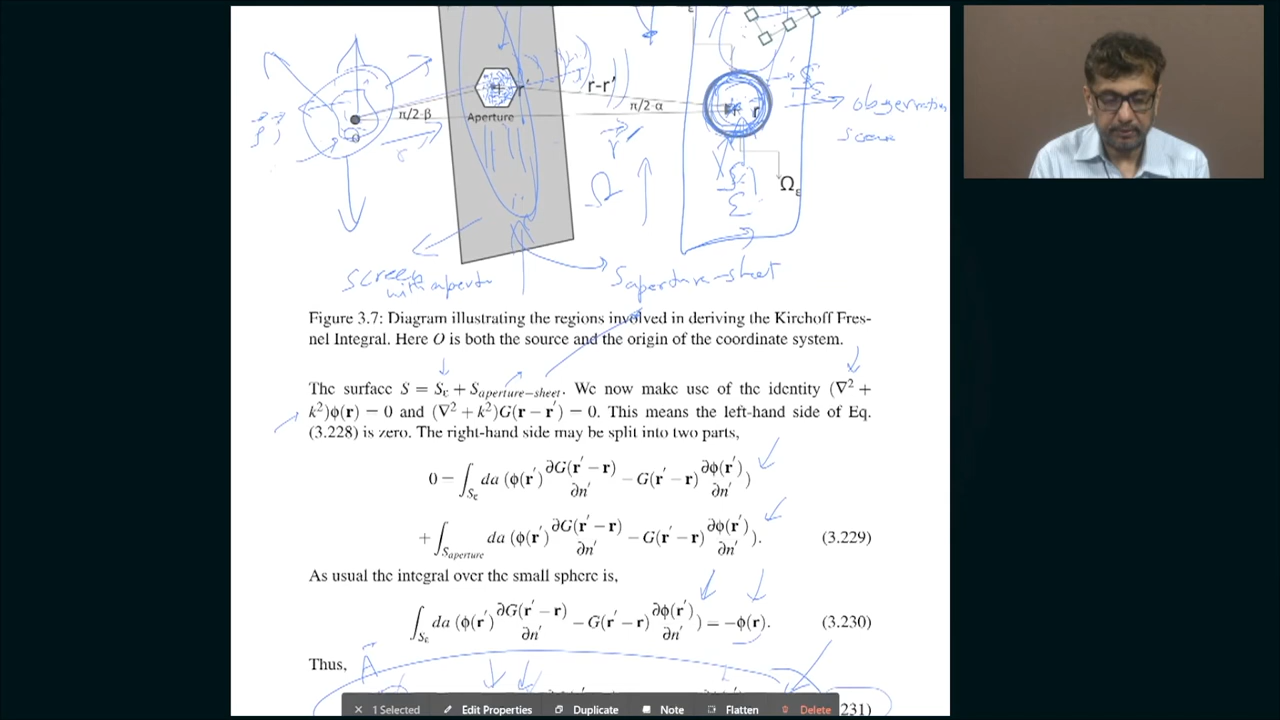 ε
r'
r-r'
r
π/2-β
π/2-α
Aperture
O
Ω
Ωε
S
Σ
observation
Screen
with aperture
S aperture-sheet
Figure 3.7: Diagram illustrating the regions involved in deriving the Kirchoff Fres-
nel Integral. Here O is both the source and the origin of the coordinate system.
The surface S = Sε + Saperture−sheet. We now make use of the identity (∇² +
k²)ϕ(r) = 0 and (∇² + k²)G(r − r′) = 0. This means the left-hand side of Eq.
(3.228) is zero. The right-hand side may be split into two parts,
0 = ∫Sε da (ϕ(r′) ∂G(r′ − r)/∂n′ − G(r′ − r) ∂ϕ(r′)/∂n′)
+ ∫Saperture da (ϕ(r′) ∂G(r′ − r)/∂n′ − G(r′ − r) ∂ϕ(r′)/∂n′). (3.229)
As usual the integral over the small sphere is,
∫Sε da (ϕ(r′) ∂G(r′ − r)/∂n′ − G(r′ − r) ∂ϕ(r′)/∂n′) = −ϕ(r). (3.230)
Thus, A
× 1 Selected Edit Properties Duplicate Note Flatten Delete 231)